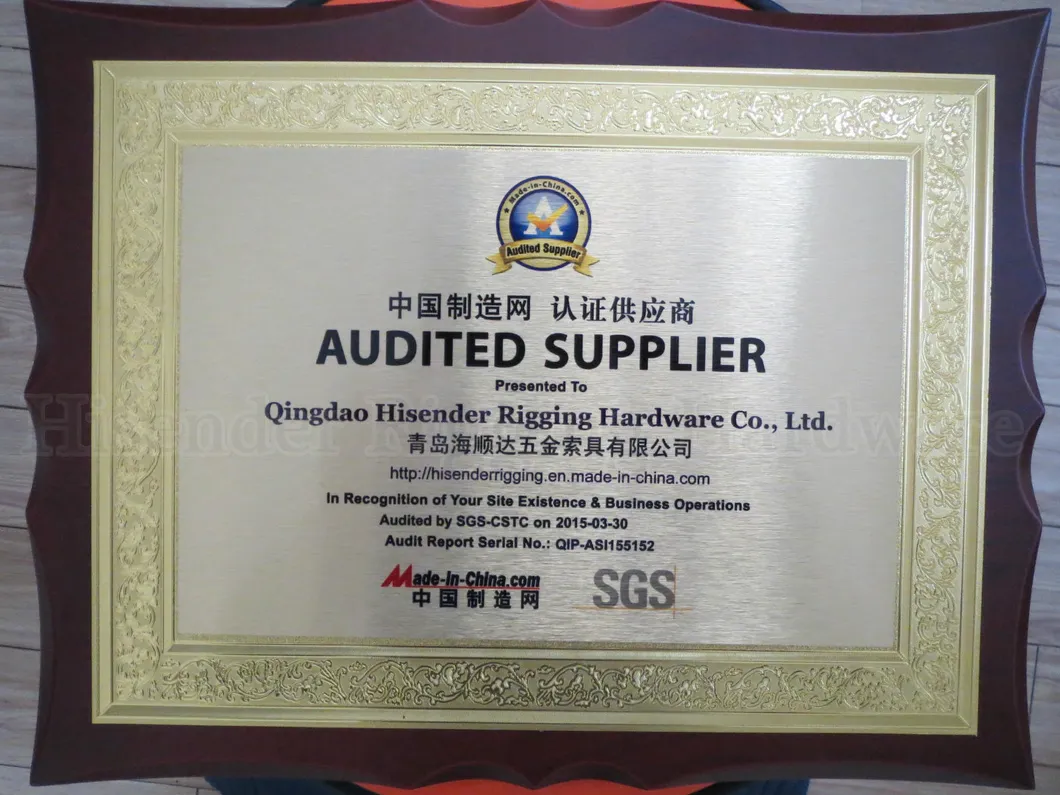 Made-in-China.com
Audited Supplier
中国制造网 认证供应商
AUDITED SUPPLIER
Presented To
Qingdao Hisender Rigging Hardware Co., Ltd.
Hisender Rigging Hardware
青岛海顺达五金索具有限公司
http://hisenderrigging.en.made-in-china.com
In Recognition of Your Site Existence & Business Operations
Audited by SGS-CSTC on 2015-03-30
Audit Report Serial No.: QIP-ASI155152
Made-in-China.com
中国制造网
SGS